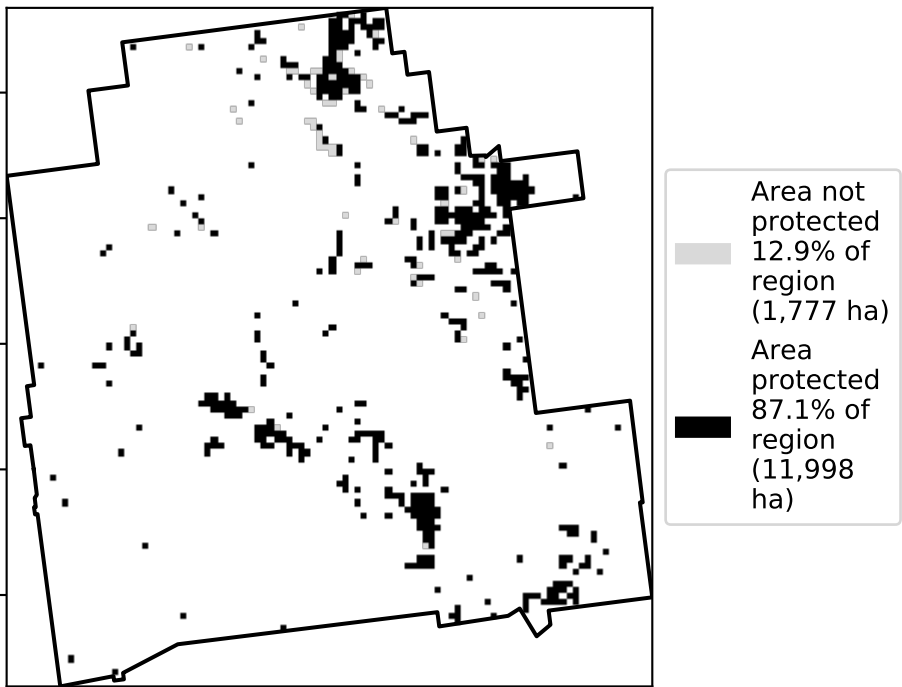 Area not
protected
12.9% of
region
(1,777 ha)
Area
protected
87.1% of
region
(11,998
ha)